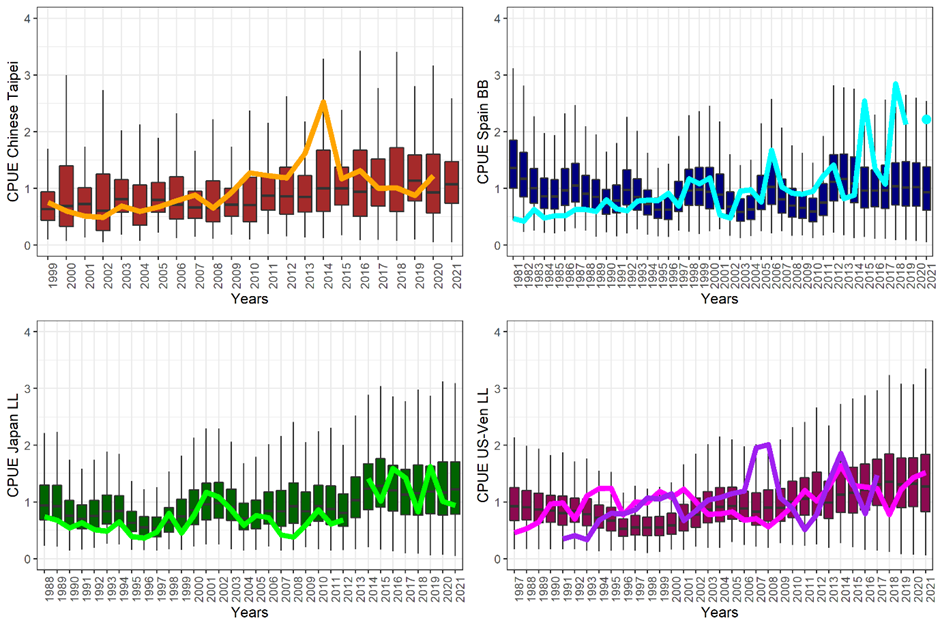 CPUE Chinese Taipei
4
3
2
1
0
1999 2000 2001 2002 2003 2004 2005 2006 2007 2008 2009 2010 2011 2012 2013 2014 2015 2016 2017 2018 2019 2020 2021
Years
CPUE Spain BB
4
3
2
1
0
1981 1982 1983 1984 1985 1986 1987 1988 1989 1990 1991 1992 1993 1994 1995 1996 1997 1998 1999 2000 2001 2002 2003 2004 2005 2006 2007 2008 2009 2010 2011 2012 2013 2014 2015 2016 2017 2018 2019 2020 2021
Years
CPUE Japan LL
4
3
2
1
0
1988 1989 1990 1991 1992 1993 1994 1995 1996 1997 1998 1999 2000 2001 2002 2003 2004 2005 2006 2007 2008 2009 2010 2011 2012 2013 2014 2015 2016 2017 2018 2019 2020 2021
Years
CPUE US-Ven LL
4
3
2
1
0
1987 1988 1989 1990 1991 1992 1993 1994 1995 1996 1997 1998 1999 2000 2001 2002 2003 2004 2005 2006 2007 2008 2009 2010 2011 2012 2013 2014 2015 2016 2017 2018 2019 2020 2021
Years